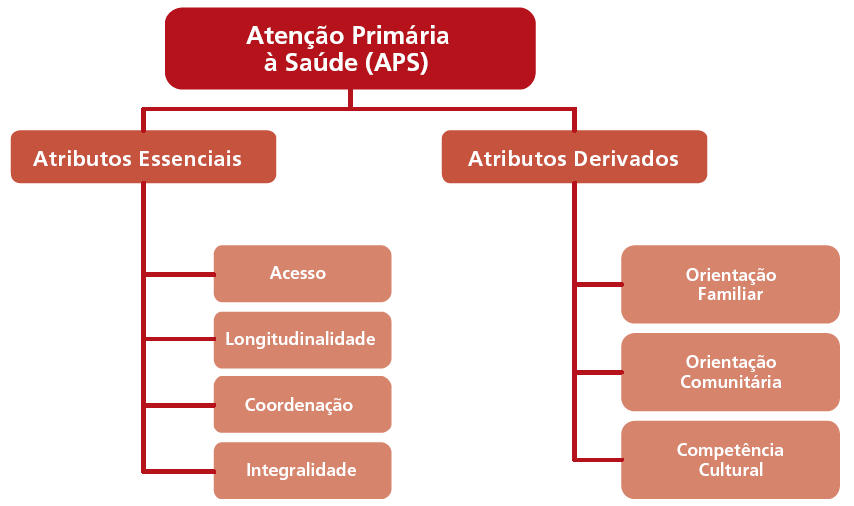 Atenção Primária
à Saúde (APS)
Atributos Essenciais
Atributos Derivados
Acesso
Longitudinalidade
Coordenação
Integralidade
Orientação
Familiar
Orientação
Comunitária
Competência
Cultural